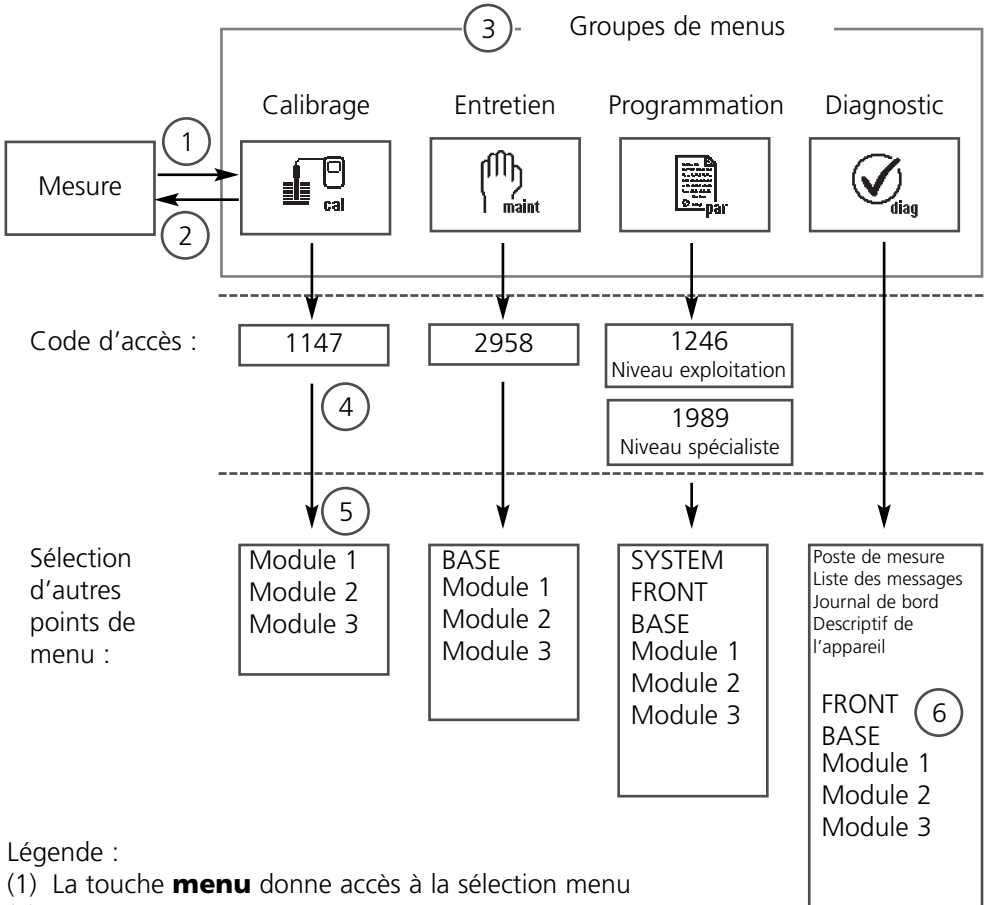 3 Groupes de menus
Calibrage Entretien Programmation Diagnostic
Mesure 1 2
cal maint par diag
Code d'accès : 1147 2958 1246
Niveau exploitation
1989
Niveau spécialiste
4
5
Sélection
d'autres
points de
menu :
Module 1
Module 2
Module 3
BASE
Module 1
Module 2
Module 3
SYSTEM
FRONT
BASE
Module 1
Module 2
Module 3
Poste de mesure
Liste des messages
Journal de bord
Descriptif de
l'appareil
FRONT 6
BASE
Module 1
Module 2
Module 3
Légende :
(1) La touche menu donne accès à la sélection menu